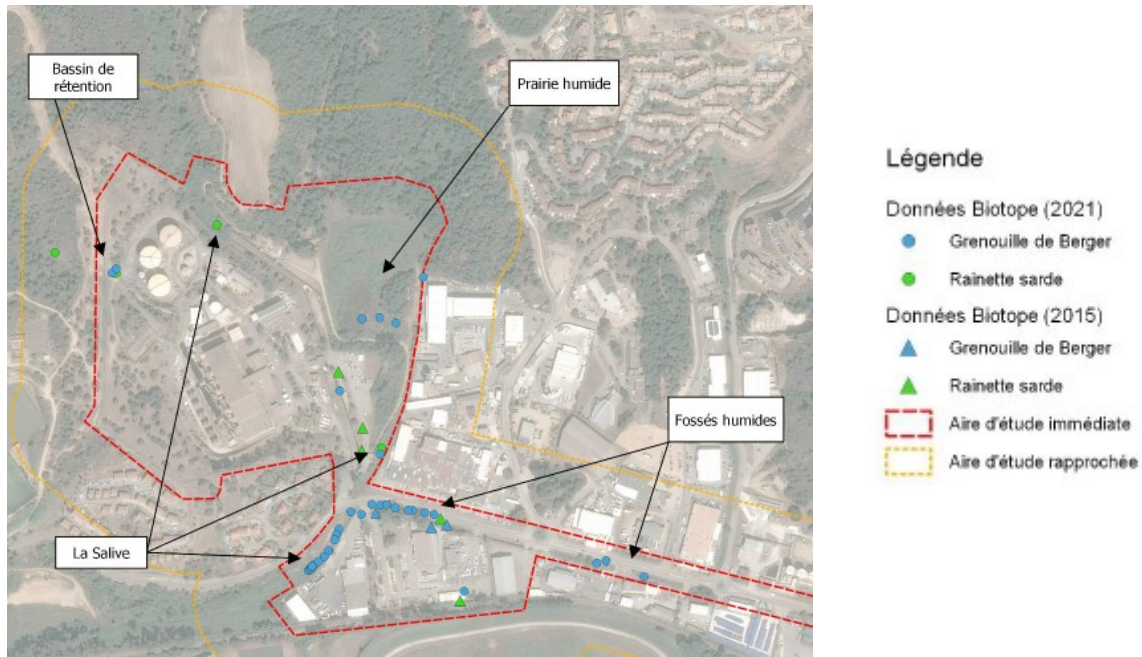 Bassin de
rétention
Prairie humide
Fossés humides
La Salive
Légende
Données Biotope (2021)
Grenouille de Berger
Rainette sarde
Données Biotope (2015)
Grenouille de Berger
Rainette sarde
Aire d'étude immédiate
Aire d'étude rapprochée